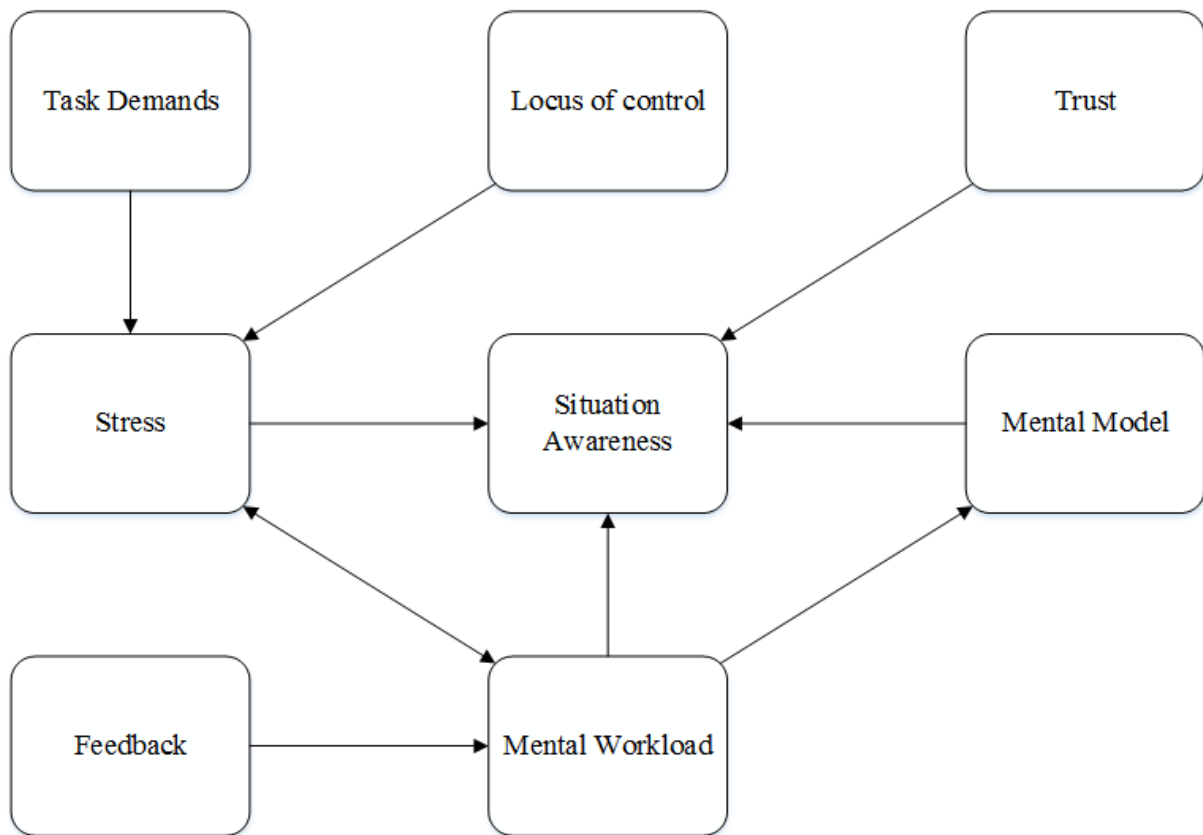 Task Demands
Locus of control
Trust
Stress
Situation
Awareness
Mental Model
Feedback
Mental Workload